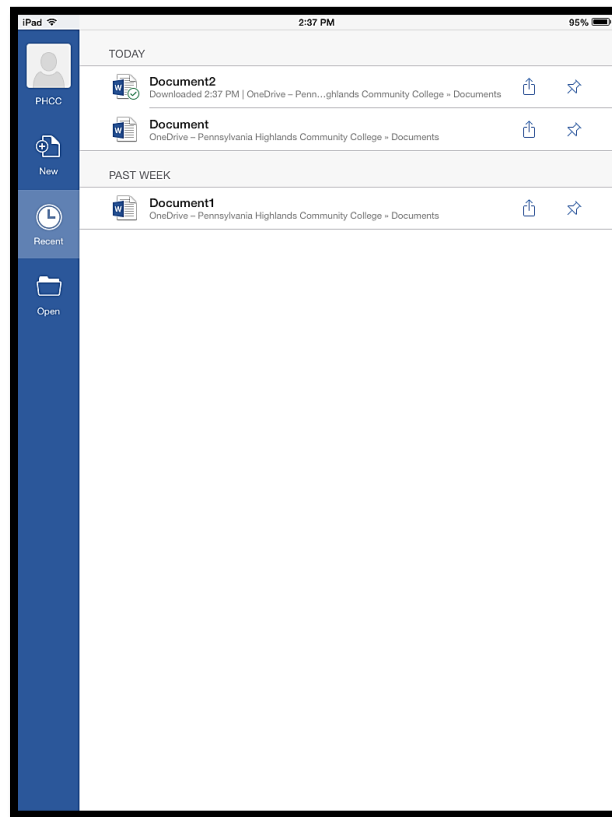 iPad 2:37 PM 95%
PHCC
New
Recent
Open
TODAY
Document2
Downloaded 2:37 PM | OneDrive – Penn…ghlands Community College » Documents
Document
OneDrive – Pennsylvania Highlands Community College » Documents
PAST WEEK
Document1
OneDrive – Pennsylvania Highlands Community College » Documents